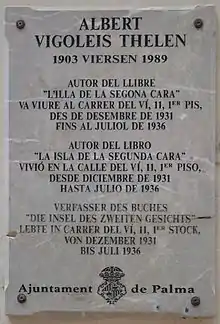 ALBERT
VIGOLEIS THELEN
1903 VIERSEN 1989
AUTOR DEL LLIBRE
"L'ILLA DE LA SEGONA CARA"
VA VIURE AL CARRER DEL VÍ, 11, 1ER PIS,
DES DE DESEMBRE DE 1931
FINS AL JULIOL DE 1936
AUTOR DEL LIBRO
"LA ISLA DE LA SEGUNDA CARA"
VIVIÓ EN LA CALLE DEL VÍ, 11, 1ER PISO,
DESDE DICIEMBRE DE 1931
HASTA JULIO DE 1936
VERFASSER DES BUCHES
"DIE INSEL DES ZWEITEN GESICHTS"
LEBTE IN CARRER DEL VÍ, 11, 1ER STOCK,
VON DEZEMBER 1931
BIS JULI 1936
Ajuntament de Palma